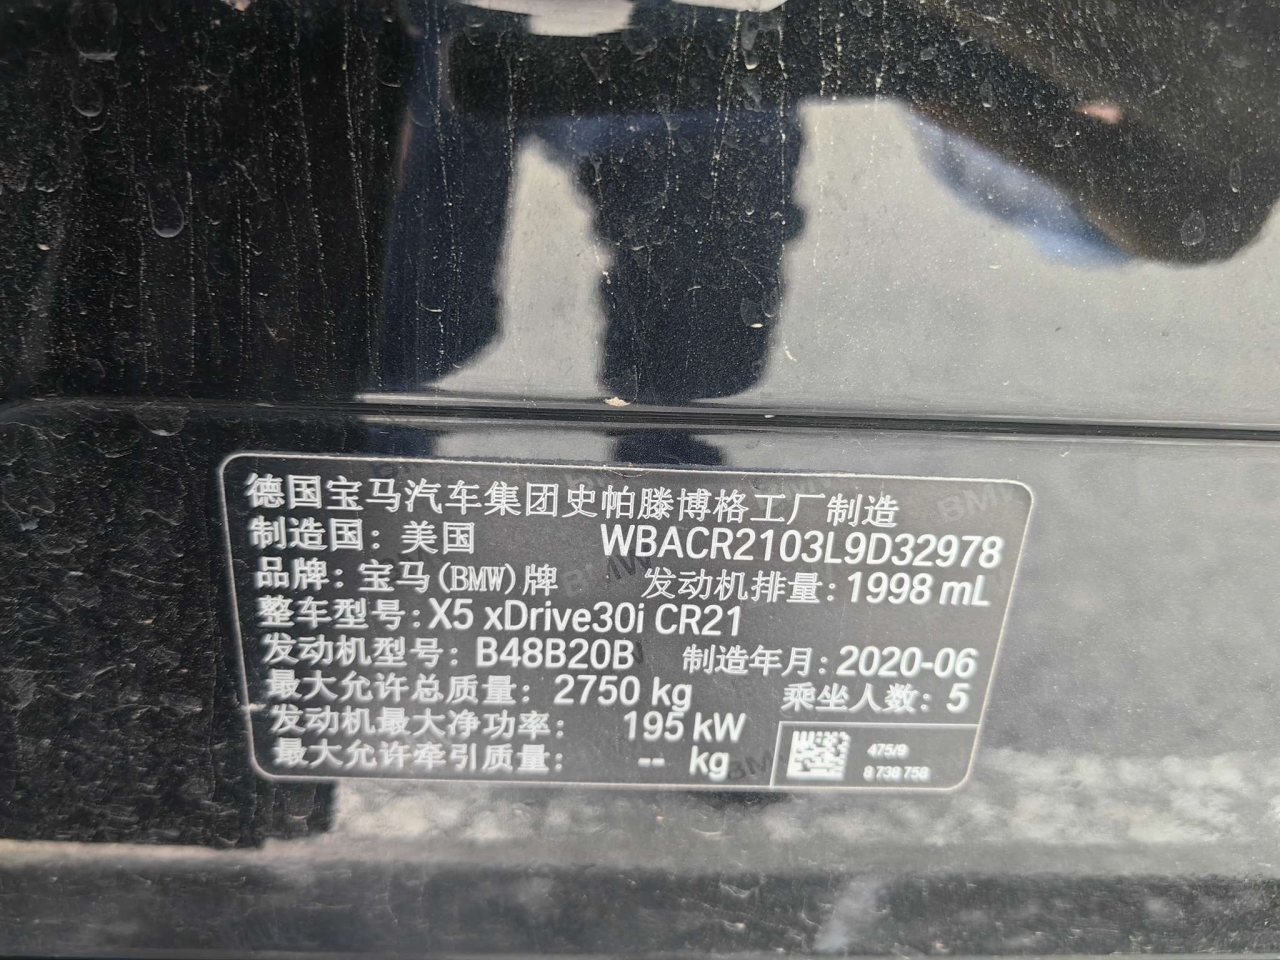 德国宝马汽车集团史帕滕博格工厂制造
制造国：美国 WBACR2103L9D32978
品牌：宝马(BMW)牌 发动机排量：1998 mL
整车型号：X5 xDrive30i CR21
发动机型号：B48B20B 制造年月：2020-06
最大允许总质量：2750 kg 乘坐人数：5
发动机最大净功率： 195 kW
最大允许牵引质量： -- kg
475/9
8 738 758